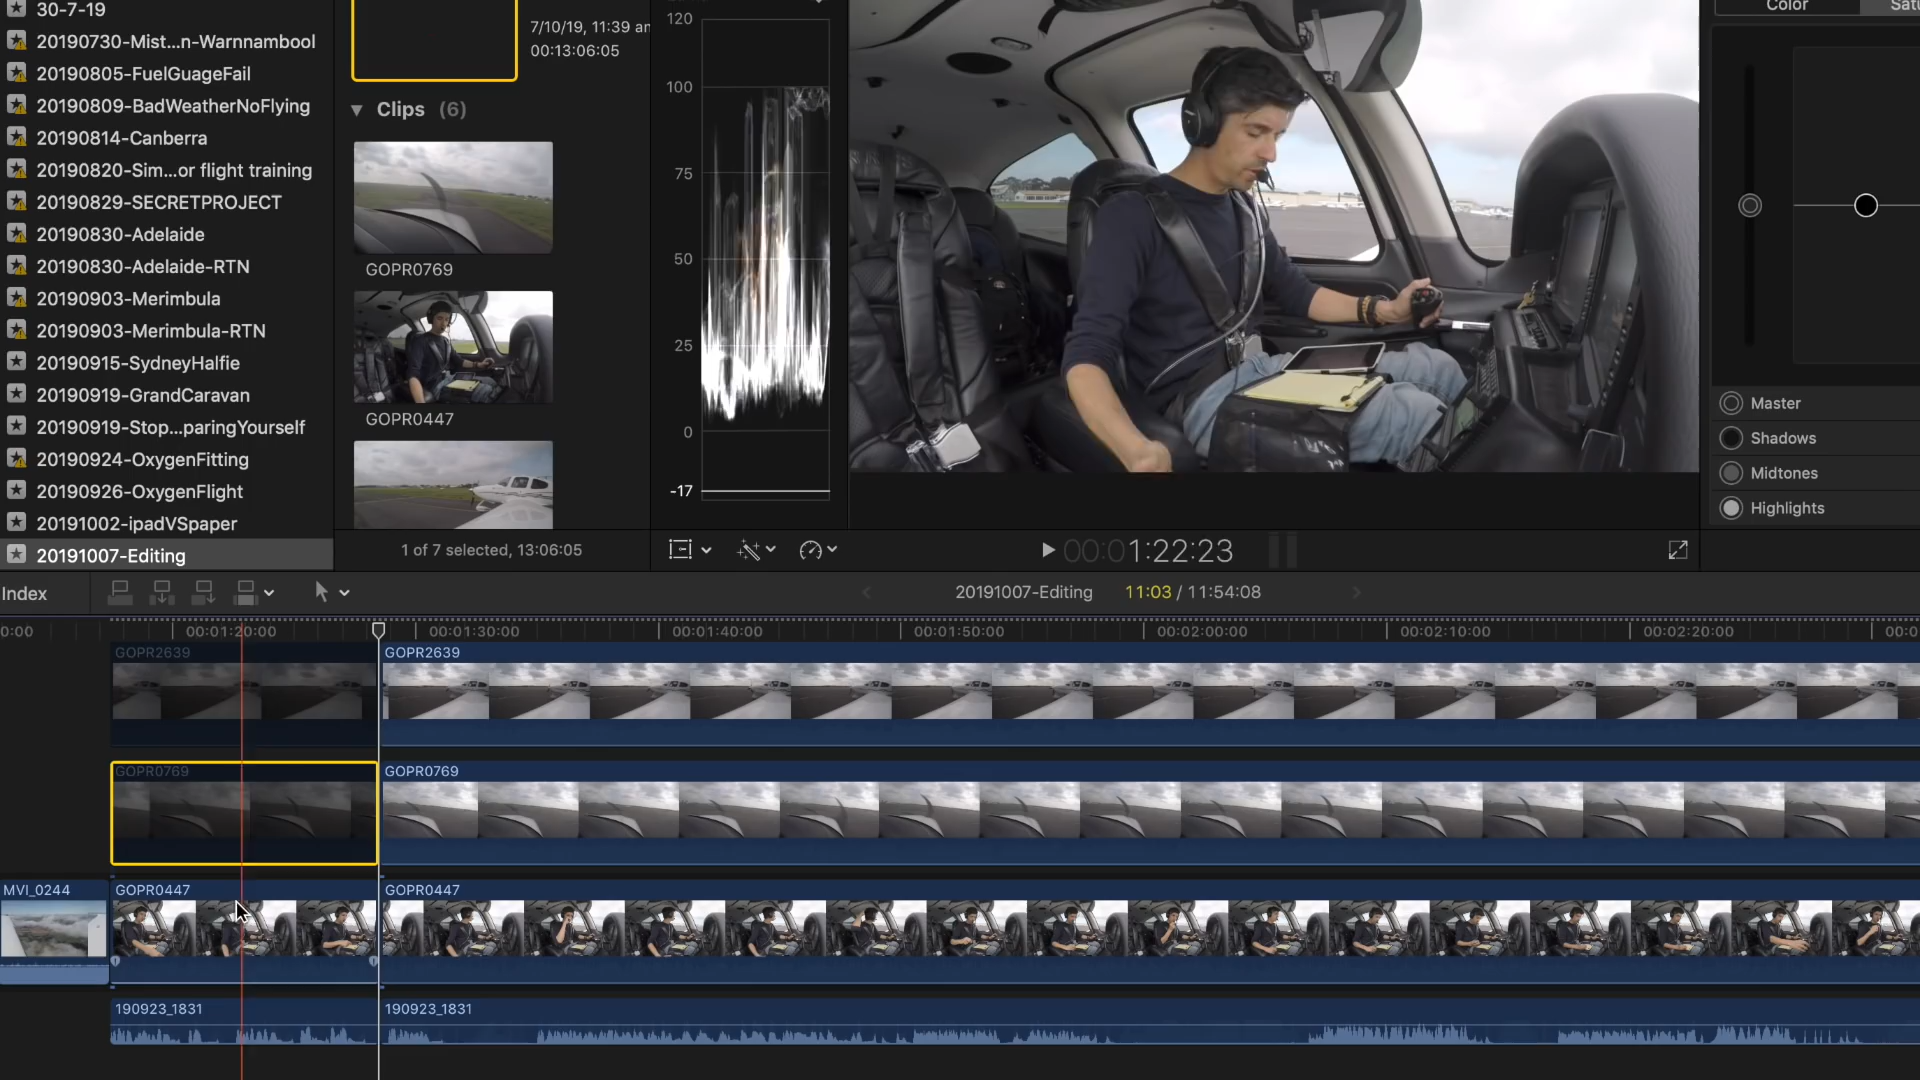 30-7-19
20190730-Mist...n-Warnnambool
20190805-FuelGuageFail
20190809-BadWeatherNoFlying
20190814-Canberra
20190820-Sim...or flight training
20190829-SECRETPROJECT
20190830-Adelaide
20190830-Adelaide-RTN
20190903-Merimbula
20190903-Merimbula-RTN
20190915-SydneyHalfie
20190919-GrandCaravan
20190919-Stop...paringYourself
20190924-OxygenFitting
20190926-OxygenFlight
20191002-ipadVSpaper
20191007-Editing
7/10/19, 11:39 am
00:13:06:05
Clips (6)
GOPR0769
GOPR0447
1 of 7 selected, 13:06:05
120
100
75
50
25
0
-17
00:01:22:23
Color
Master
Shadows
Midtones
Highlights
Index
20191007-Editing
11:03 / 11:54:08
0:00
00:01:20:00
00:01:30:00
00:01:40:00
00:01:50:00
00:02:00:00
00:02:10:00
00:02:20:00
GOPR2639
GOPR2639
GOPR0769
GOPR0769
MVI_0244
GOPR0447
GOPR0447
190923_1831
190923_1831